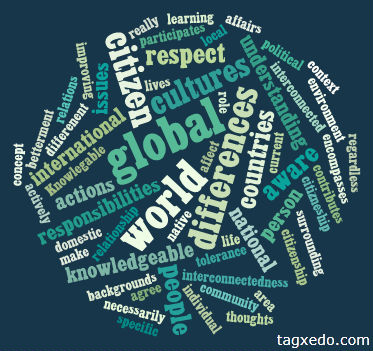 really
learning
affairs
participates
local
political
citizen
respect
improving
issues
lives
cultures
role
understanding
interconnected
context
environment
encompasses
regardless
relations
differenent
betterment
concept
actively
international
Knowlegable
global
affect
current
countries
differences
aware
contributes
citizeship
actions
responsibilities
world
native
person
surrounding
citizenship
domestic
make
relationship
national
life
tolerance
knowledgeable
people
interconnectedness
backgrounds
agree
necessarily
specific
individual
community
area
thoughts
tagxedo.com